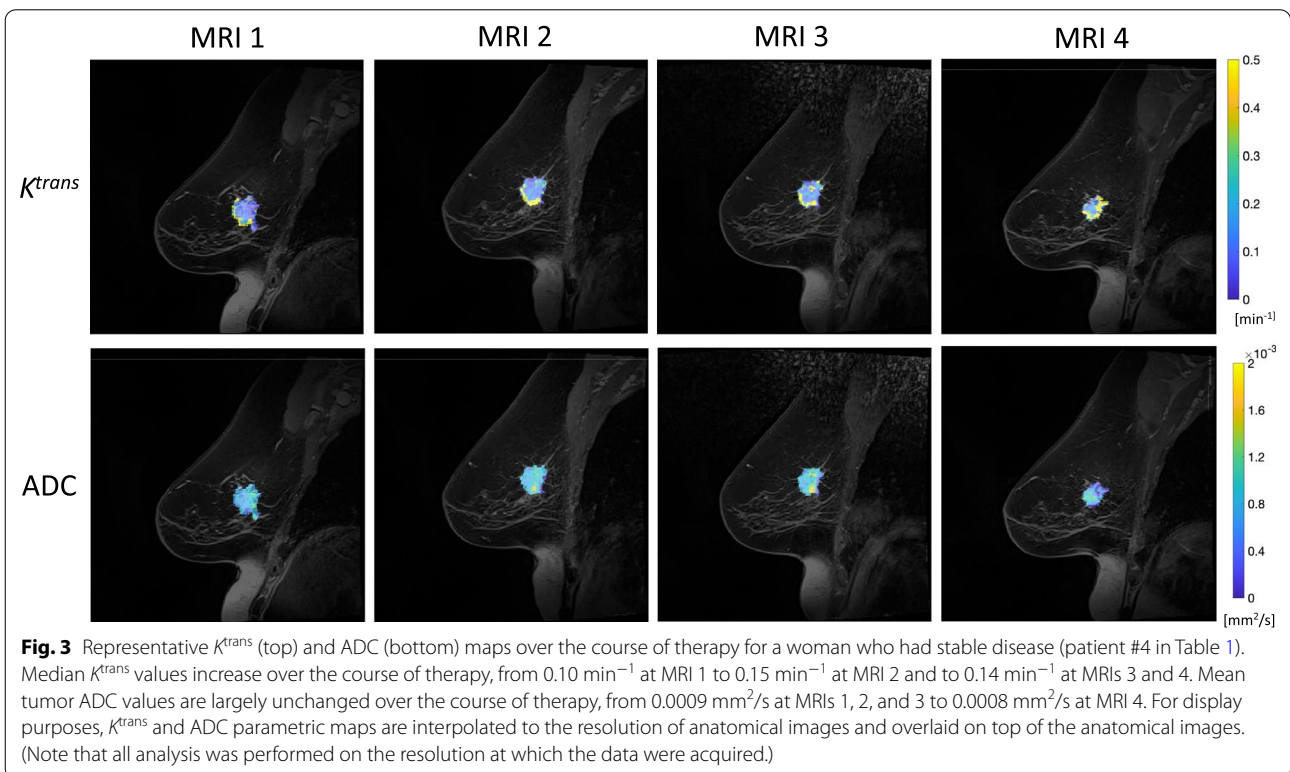 MRI 1 MRI 2 MRI 3 MRI 4
0.5
0.4
0.3
K^trans
0.2
0.1
0
[min⁻¹]
×10⁻³
2
1.6
1.2
ADC
0.8
0.4
0
[mm²/s]
Fig. 3 Representative K^trans (top) and ADC (bottom) maps over the course of therapy for a woman who had stable disease (patient #4 in Table 1).
Median K^trans values increase over the course of therapy, from 0.10 min⁻¹ at MRI 1 to 0.15 min⁻¹ at MRI 2 and to 0.14 min⁻¹ at MRIs 3 and 4. Mean
tumor ADC values are largely unchanged over the course of therapy, from 0.0009 mm²/s at MRIs 1, 2, and 3 to 0.0008 mm²/s at MRI 4. For display
purposes, K^trans and ADC parametric maps are interpolated to the resolution of anatomical images and overlaid on top of the anatomical images.
(Note that all analysis was performed on the resolution at which the data were acquired.)